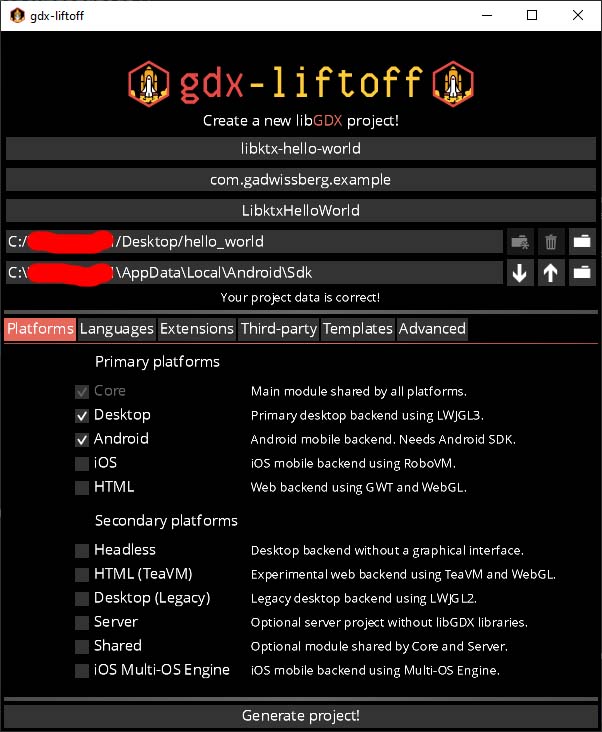 gdx-liftoff
gdx-liftoff
Create a new libGDX project!
libktx-hello-world
com.gadwissberg.example
LibktxHelloWorld
C:/ /Desktop/hello_world
C:\ \AppData\Local\Android\Sdk
Your project data is correct!
Platforms Languages Extensions Third-party Templates Advanced
Primary platforms
Core Main module shared by all platforms.
Desktop Primary desktop backend using LWJGL3.
Android Android mobile backend. Needs Android SDK.
iOS iOS mobile backend using RoboVM.
HTML Web backend using GWT and WebGL.
Secondary platforms
Headless Desktop backend without a graphical interface.
HTML (TeaVM) Experimental web backend using TeaVM and WebGL.
Desktop (Legacy) Legacy desktop backend using LWJGL2.
Server Optional server project without libGDX libraries.
Shared Optional module shared by Core and Server.
iOS Multi-OS Engine iOS mobile backend using Multi-OS Engine.
Generate project!